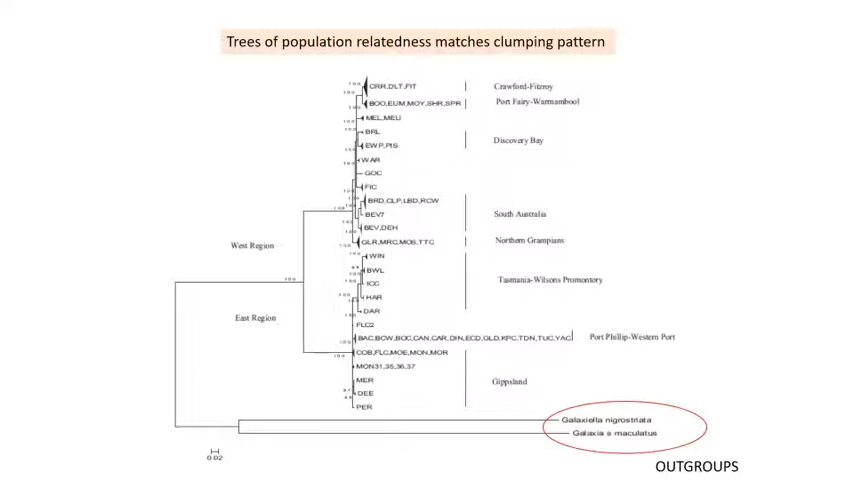 Trees of population relatedness matches clumping pattern
CRR,DLT,FIT
Crawford-Fitzroy
BOO,EUM,MOY,SHR,SPR
Port Fairy-Warrnambool
MEL,MEU
BRL
Discovery Bay
EWP,PIS
WAR
GOC
FIC
BRD,CLP,LBD,RCW
BEV7
South Australia
BEV,DEH
GLR,MRC,MOS,TTC
Northern Grampians
West Region
WIN
BWL
Tasmania-Wilsons Promontory
ICC
HAR
DAR
East Region
FLC2
BAC,BCW,BOC,CAN,CAR,DIN,ECD,GLD,KPC,TDN,TUC,YAC
Port Phillip-Western Port
COB,FLC,MOE,MON,MOR
MON31,35,36,37
MER
Gippsland
DEE
PER
Galaxiella nigrostriata
Galaxia s maculatus
0.02
OUTGROUPS